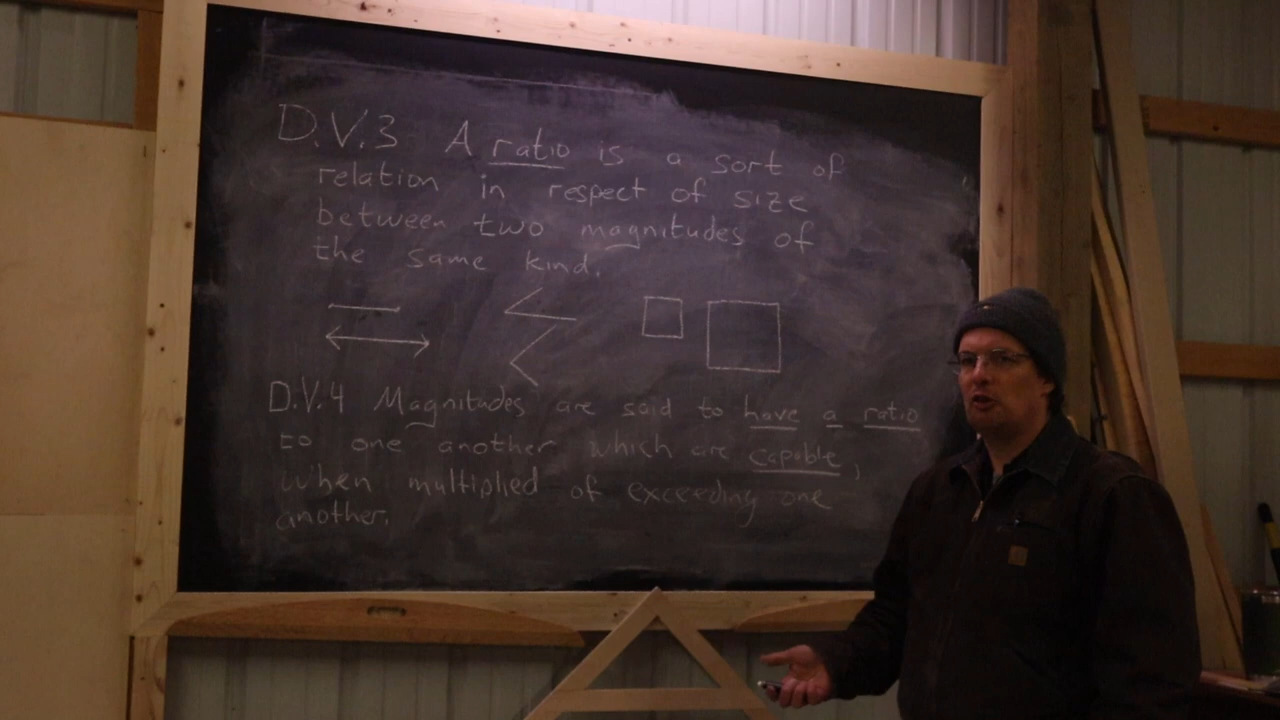 D.V.3 A ratio is a sort of
relation in respect of size
between two magnitudes of
the same kind.
D.V.4 Magnitudes are said to have a ratio
to one another which are capable,
when multiplied of exceeding one
another.